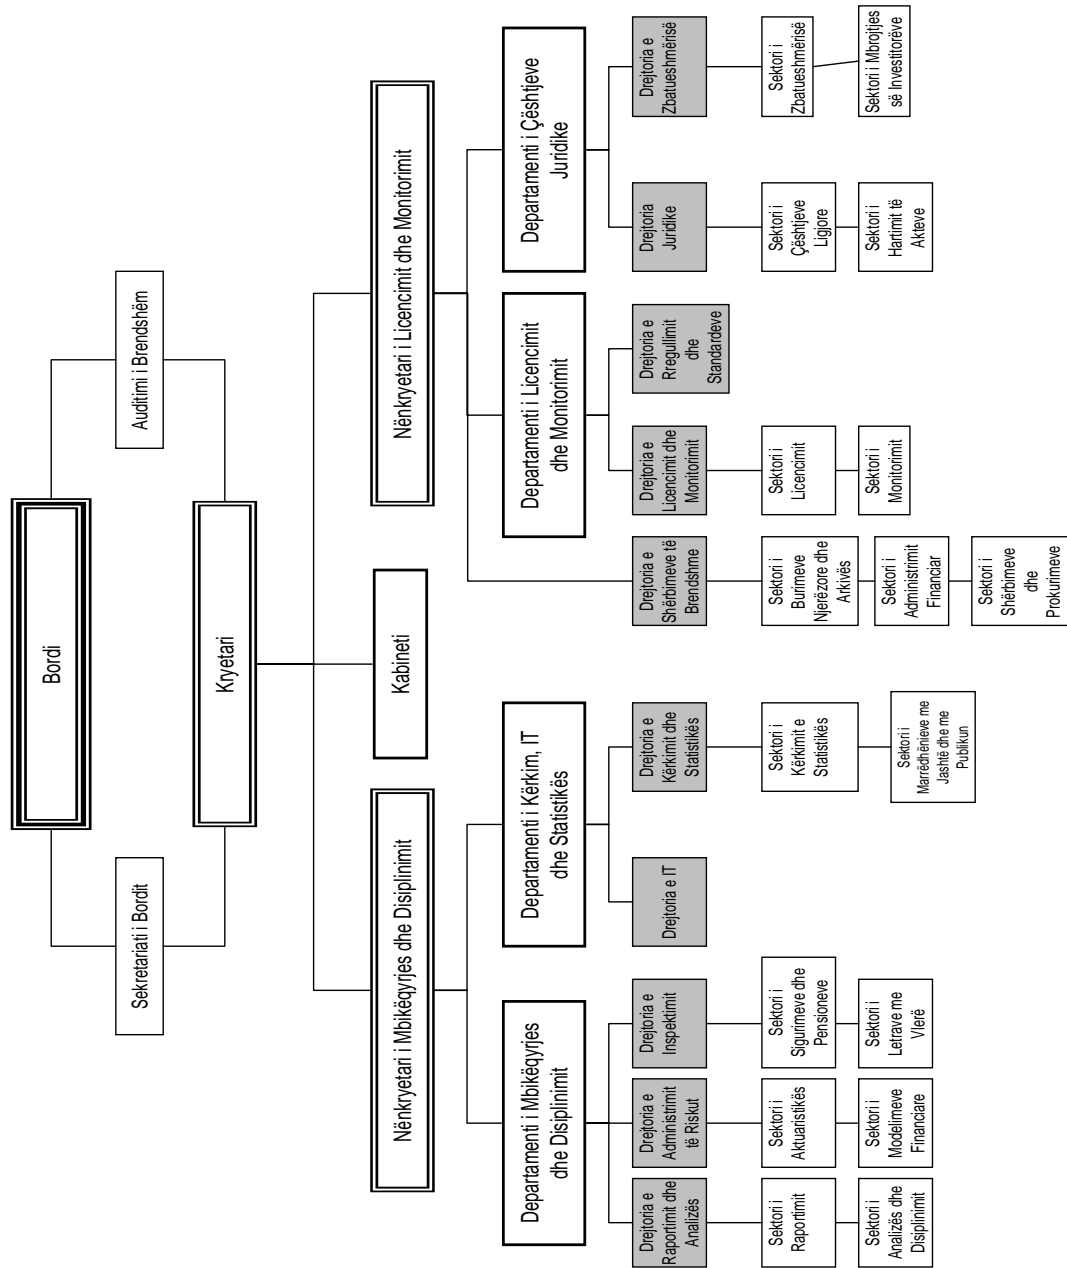 Bordi
Sekretariati i Bordit
Auditimi i Brendshëm
Kryetari
Nënkryetari i Mbikëqyrjes dhe Disiplinimit
Kabineti
Nënkryetari i Licencimit dhe Monitorimit
Departamenti i Mbikëqyrjes
dhe Disiplinimit
Departamenti i Kërkim, IT
dhe Statistikës
Departamenti i Licencimit
dhe Monitorimit
Departamenti i Çështjeve
Juridike
Drejtoria e
Raportimit dhe
Analizës
Drejtoria e
Administrimit
të Riskut
Drejtoria e
Inspektimit
Drejtoria e IT
Drejtoria e
Kërkimit dhe
Statistikës
Drejtoria e
Shërbimeve të
Brendshme
Drejtoria e
Licencimit dhe
Monitorimit
Drejtoria e
Rregullimit
dhe
Standardeve
Drejtoria
Juridike
Drejtoria e
Zbatueshmërisë
Sektori i
Raportimit
Sektori i
Aktuaristikës
Sektori i
Sigurimeve dhe
Pensioneve
Sektori i
Kërkimit e
Statistikës
Sektori i
Burimeve
Njerëzore dhe
Arkivës
Sektori i
Licencimit
Sektori i
Çështjeve
Ligjore
Sektori i
Zbatueshmërisë
Sektori i
Analizës dhe
Disiplinimit
Sektori i
Modelimeve
Financiare
Sektori i
Letrave me
Vlerë
Sektori i
Marrëdhënieve me
Jashtë dhe me
Publikun
Sektori i
Administrimit
Financiar
Sektori i
Monitorimit
Sektori i
Hartimit të
Akteve
Sektori i Mbrojtjes
së Investitorëve
Sektori i
Shërbimeve
dhe
Prokurimeve